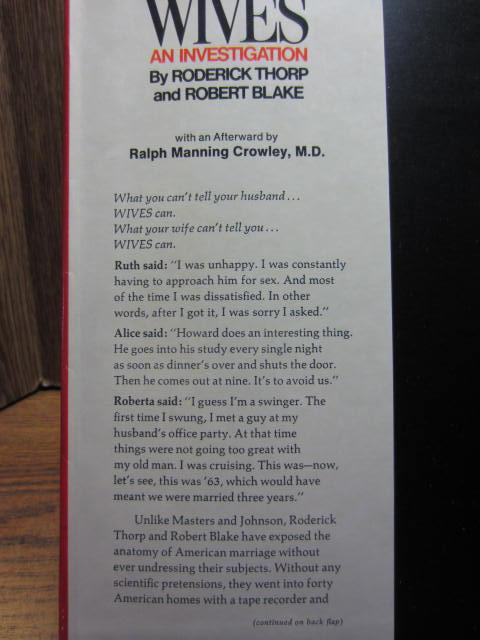 WIVES
AN INVESTIGATION
By RODERICK THORP
and ROBERT BLAKE
with an Afterward by
Ralph Manning Crowley, M.D.
What you can't tell your husband...
WIVES can.
What your wife can't tell you...
WIVES can.
Ruth said: "I was unhappy. I was constantly
having to approach him for sex. And most
of the time I was dissatisfied. In other
words, after I got it, I was sorry I asked."
Alice said: "Howard does an interesting thing.
He goes into his study every single night
as soon as dinner's over and shuts the door.
Then he comes out at nine. It's to avoid us."
Roberta said: "I guess I'm a swinger. The
first time I swung, I met a guy at my
husband's office party. At that time
things were not going too great with
my old man. I was cruising. This was—now,
let's see, this was '63, which would have
meant we were married three years."
Unlike Masters and Johnson, Roderick
Thorp and Robert Blake have exposed the
anatomy of American marriage without
ever undressing their subjects. Without any
scientific pretensions, they went into forty
American homes with a tape recorder and
(continued on back flap)